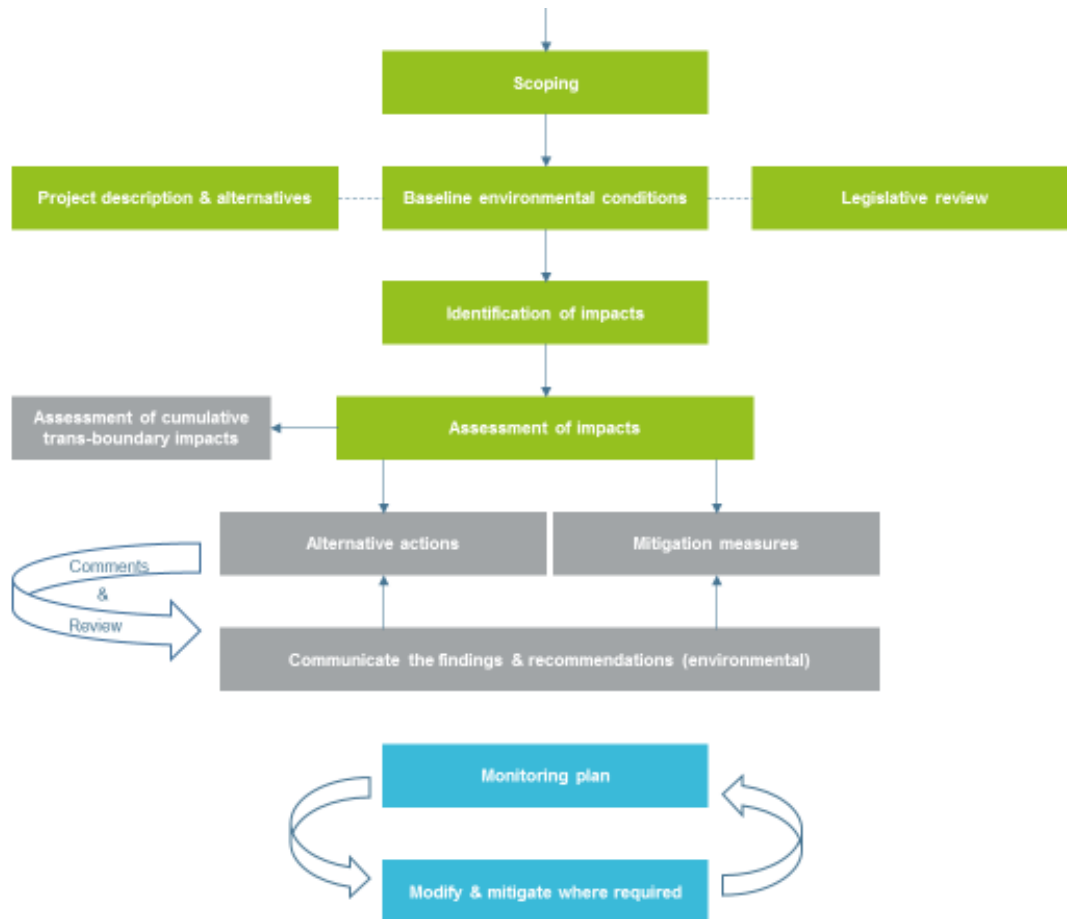 Scoping
Project description & alternatives
Baseline environmental conditions
Legislative review
Identification of impacts
Assessment of cumulative
trans-boundary impacts
Assessment of impacts
Alternative actions
Mitigation measures
Comments
&
Review
Communicate the findings & recommendations (environmental)
Monitoring plan
Modify & mitigate where required